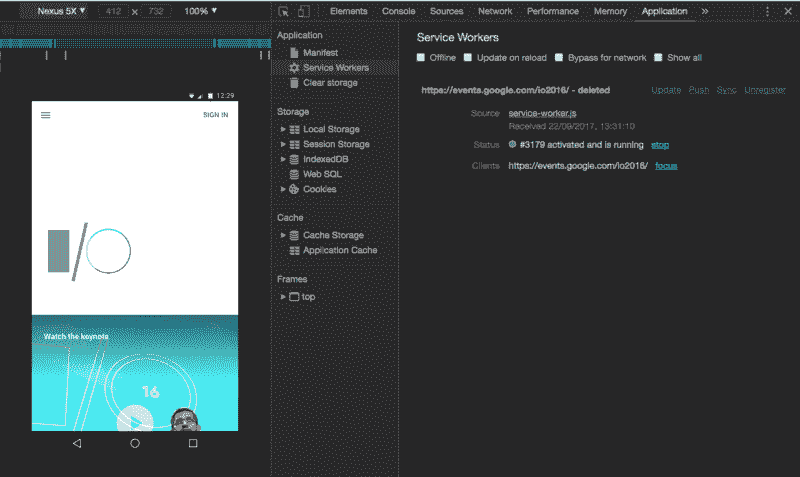 Nexus 5X ▼ 412 × 732 100% ▼
Elements Console Sources Network Performance Memory Application »
12:29
SIGN IN
I/O
Watch the keynote
16
Application
Manifest
Service Workers
Clear storage
Storage
Local Storage
Session Storage
IndexedDB
Web SQL
Cookies
Cache
Cache Storage
Application Cache
Frames
top
Service Workers
Offline Update on reload Bypass for network Show all
https://events.google.com/io2016/ - deleted Update Push Sync Unregister
Source service-worker.js
Received 22/09/2017, 13:31:10
Status #3179 activated and is running stop
Clients https://events.google.com/io2016/ focus